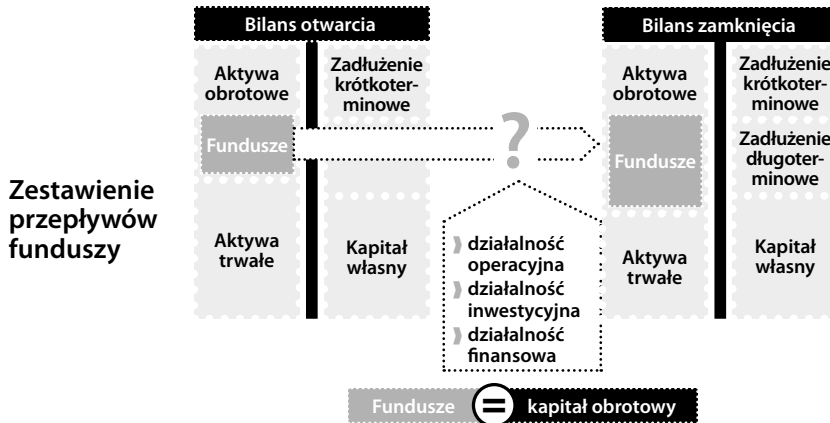 Zestawienie
przepływów
funduszy
Bilans otwarcia
Aktywa
obrotowe
Fundusze
Aktywa
trwałe
Zadłużenie
krótkoter-
minowe
Kapitał
własny
?
działalność
operacyjna
działalność
inwestycyjna
działalność
finansowa
Bilans zamknięcia
Aktywa
obrotowe
Fundusze
Aktywa
trwałe
Zadłużenie
krótkoter-
minowe
Zadłużenie
długoter-
minowe
Kapitał
własny
Fundusze = kapitał obrotowy